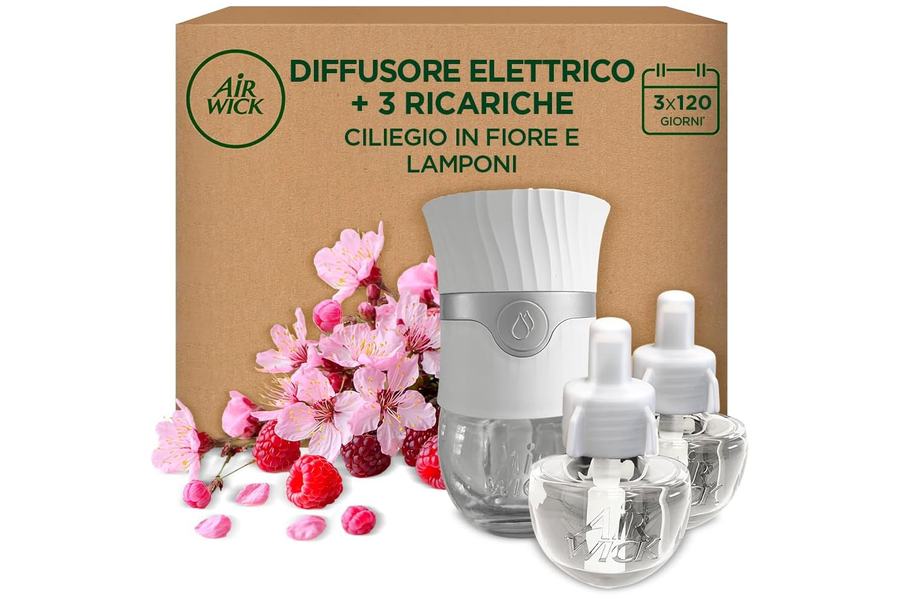 AiR
WICK
DIFFUSORE ELETTRICO
+ 3 RICARICHE
CILIEGIO IN FIORE E
LAMPONI
3x120
GIORNI*
AiR
WICK